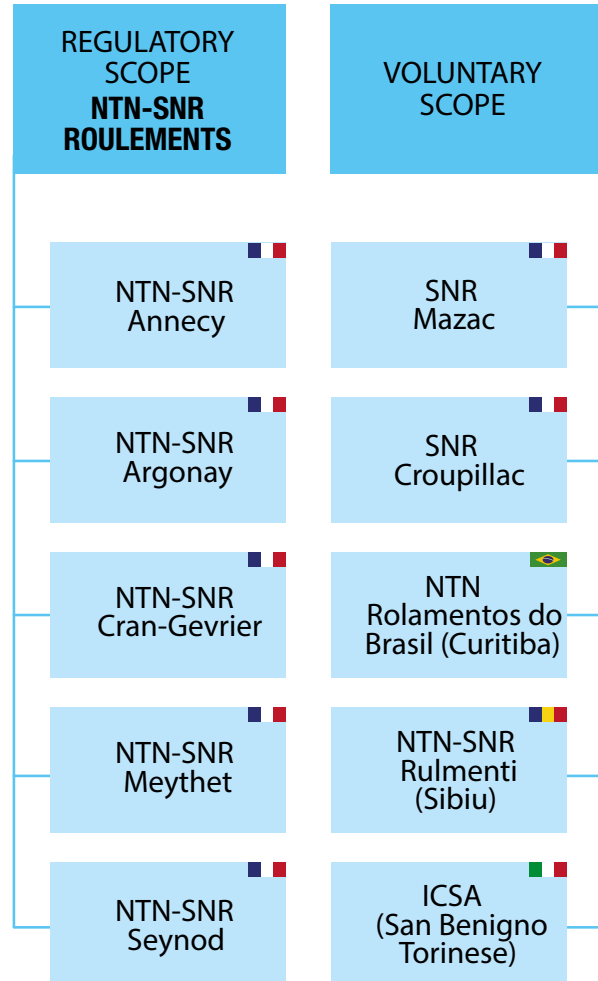 REGULATORY
SCOPE
NTN-SNR
ROULEMENTS
VOLUNTARY
SCOPE
NTN-SNR
Annecy
NTN-SNR
Argonay
NTN-SNR
Cran-Gevrier
NTN-SNR
Meythet
NTN-SNR
Seynod
SNR
Mazac
SNR
Croupillac
NTN
Rolamentos do
Brasil (Curitiba)
NTN-SNR
Rulmenti
(Sibiu)
ICSA
(San Benigno
Torinese)